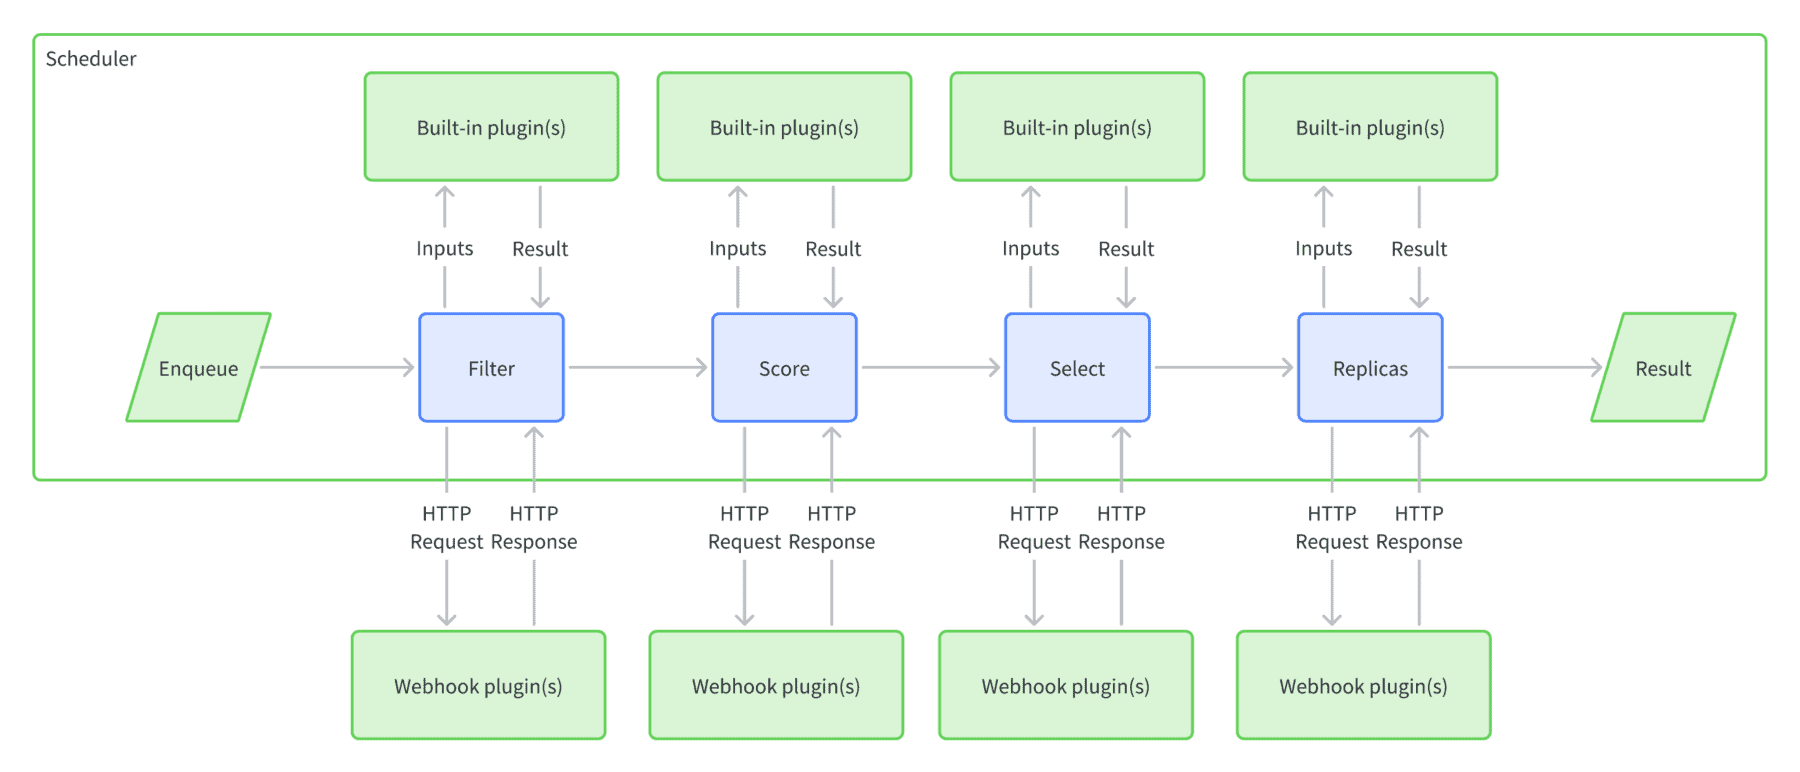 Scheduler
Built-in plugin(s)
Built-in plugin(s)
Built-in plugin(s)
Built-in plugin(s)
Inputs
Result
Inputs
Result
Inputs
Result
Inputs
Result
Enqueue
Filter
Score
Select
Replicas
Result
HTTP
Request
HTTP
Response
HTTP
Request
HTTP
Response
HTTP
Request
HTTP
Response
HTTP
Request
HTTP
Response
Webhook plugin(s)
Webhook plugin(s)
Webhook plugin(s)
Webhook plugin(s)